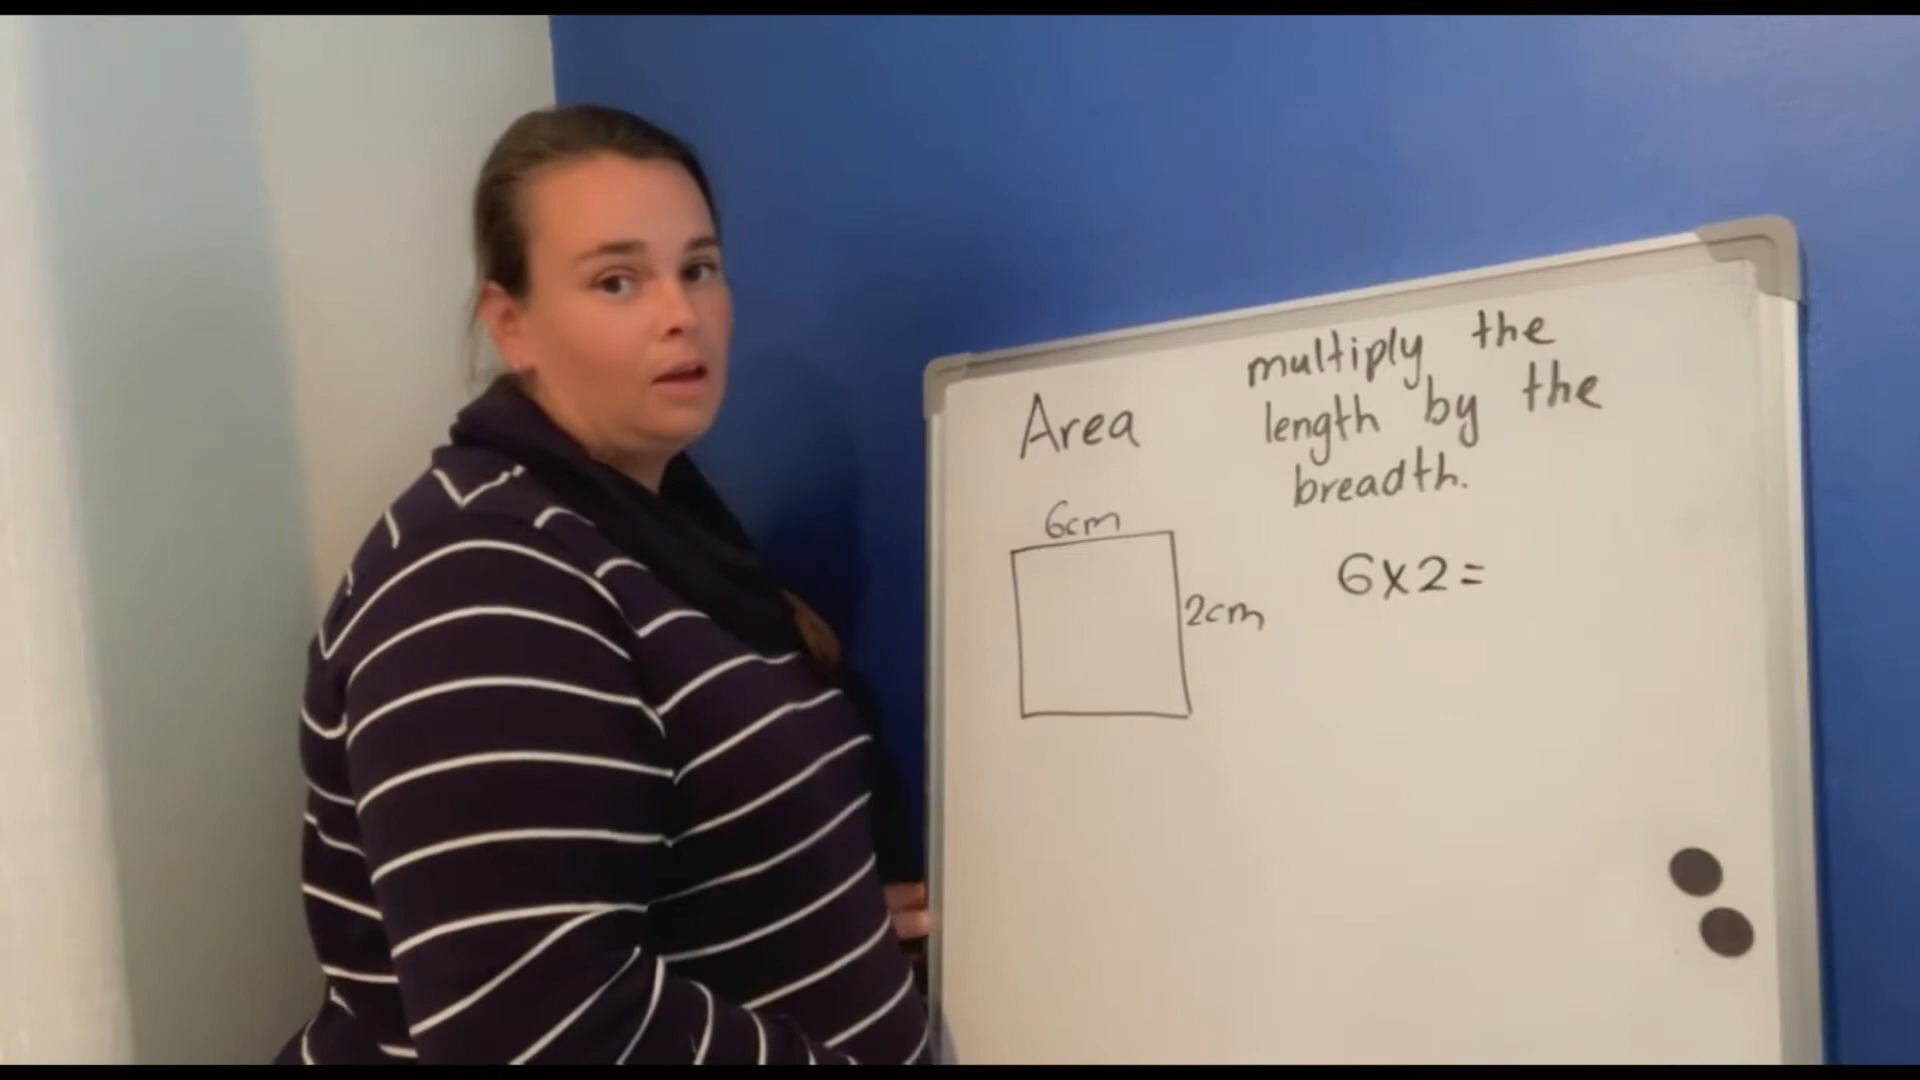 Area
multiply the
length by the
breadth.
6cm
2cm
6x2=